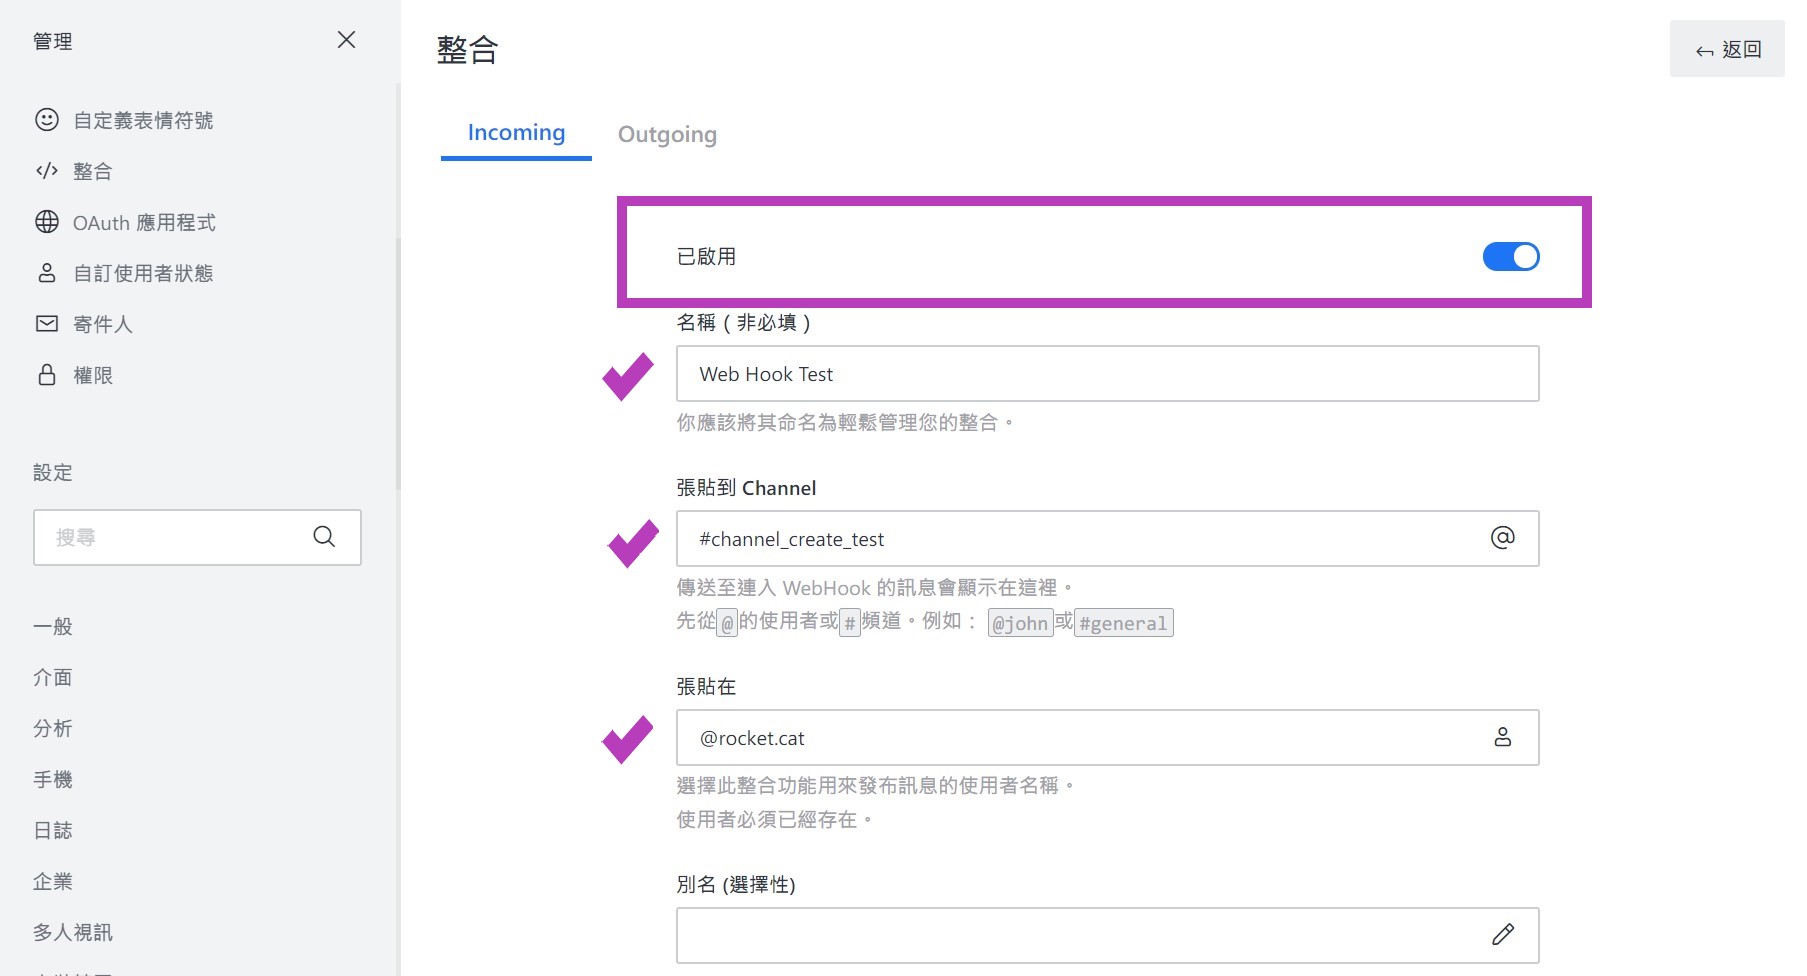 管理
自定義表情符號
整合
OAuth 應用程式
自訂使用者狀態
寄件人
權限
設定
搜尋
一般
介面
分析
手機
日誌
企業
多人視訊
整合
返回
Incoming
Outgoing
已啟用
名稱 ( 非必填 )
Web Hook Test
你應該將其命名為輕鬆管理您的整合。
張貼到 Channel
#channel_create_test
傳送至連入 WebHook 的訊息會顯示在這裡。
先從@的使用者或#頻道。例如： @john或#general
張貼在
@rocket.cat
選擇此整合功能用來發布訊息的使用者名稱。
使用者必須已經存在。
別名 (選擇性)